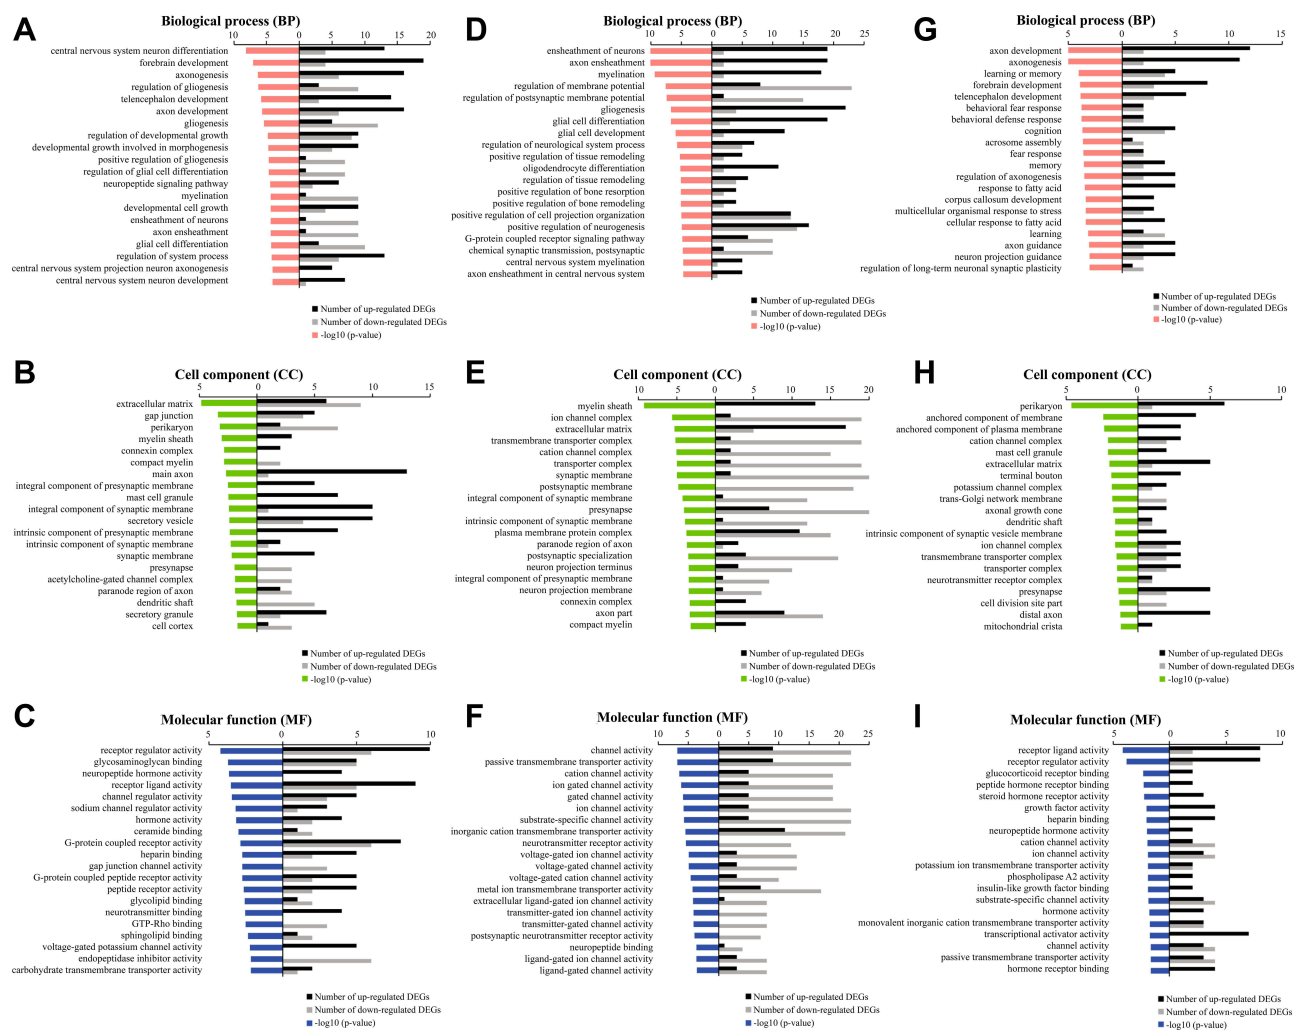 A
Biological process (BP)
10 5 0 5 10 15 20
central nervous system neuron differentiation
forebrain development
axonogenesis
regulation of gliogenesis
telencephalon development
axon development
gliogenesis
regulation of developmental growth
developmental growth involved in morphogenesis
positive regulation of gliogenesis
regulation of glial cell differentiation
neuropeptide signaling pathway
myelination
developmental cell growth
ensheathment of neurons
axon ensheathment
glial cell differentiation
regulation of system process
central nervous system projection neuron axonogenesis
central nervous system neuron development
Number of up-regulated DEGs
Number of down-regulated DEGs
-log10 (p-value)
D
Biological process (BP)
10 5 0 5 10 15 20 25
ensheathment of neurons
axon ensheathment
myelination
regulation of membrane potential
regulation of postsynaptic membrane potential
gliogenesis
glial cell differentiation
glial cell development
regulation of neurological system process
positive regulation of tissue remodeling
oligodendrocyte differentiation
regulation of tissue remodeling
positive regulation of bone resorption
positive regulation of bone remodeling
positive regulation of cell projection organization
positive regulation of neurogenesis
G-protein coupled receptor signaling pathway
chemical synaptic transmission, postsynaptic
central nervous system myelination
axon ensheathment in central nervous system
Number of up-regulated DEGs
Number of down-regulated DEGs
-log10 (p-value)
G
Biological process (BP)
5 0 5 10 15
axon development
axonogenesis
learning or memory
forebrain development
telencephalon development
behavioral fear response
behavioral defense response
cognition
acrosome assembly
fear response
memory
regulation of axonogenesis
response to fatty acid
corpus callosum development
multicellular organismal response to stress
cellular response to fatty acid
learning
axon guidance
neuron projection guidance
regulation of long-term neuronal synaptic plasticity
Number of up-regulated DEGs
Number of down-regulated DEGs
-log10 (p-value)
B
Cell component (CC)
5 0 5 10 15
extracellular matrix
gap junction
perikaryon
myelin sheath
connexin complex
compact myelin
main axon
integral component of presynaptic membrane
mast cell granule
integral component of synaptic membrane
secretory vesicle
intrinsic component of presynaptic membrane
intrinsic component of synaptic membrane
synaptic membrane
presynapse
acetylcholine-gated channel complex
paranode region of axon
dendritic shaft
secretory granule
cell cortex
Number of up-regulated DEGs
Number of down-regulated DEGs
-log10 (p-value)
E
Cell component (CC)
10 5 0 5 10 15 20
myelin sheath
ion channel complex
extracellular matrix
transmembrane transporter complex
cation channel complex
transporter complex
synaptic membrane
postsynaptic membrane
integral component of synaptic membrane
presynapse
intrinsic component of synaptic membrane
plasma membrane protein complex
paranode region of axon
postsynaptic specialization
neuron projection terminus
integral component of presynaptic membrane
neuron projection membrane
connexin complex
axon part
compact myelin
Number of up-regulated DEGs
Number of down-regulated DEGs
-log10 (p-value)
H
Cell component (CC)
5 0 5 10
perikaryon
anchored component of membrane
anchored component of plasma membrane
cation channel complex
mast cell granule
extracellular matrix
terminal bouton
potassium channel complex
trans-Golgi network membrane
axonal growth cone
dendritic shaft
intrinsic component of synaptic vesicle membrane
ion channel complex
transmembrane transporter complex
transporter complex
neurotransmitter receptor complex
presynapse
cell division site part
distal axon
mitochondrial crista
Number of up-regulated DEGs
Number of down-regulated DEGs
-log10 (p-value)
C
Molecular function (MF)
5 0 5 10
receptor regulator activity
glycosaminoglycan binding
neuropeptide hormone activity
receptor ligand activity
channel regulator activity
sodium channel regulator activity
hormone activity
ceramide binding
G-protein coupled receptor activity
heparin binding
gap junction channel activity
G-protein coupled peptide receptor activity
peptide receptor activity
glycolipid binding
neurotransmitter binding
GTP-Rho binding
sphingolipid binding
voltage-gated potassium channel activity
endopeptidase inhibitor activity
carbohydrate transmembrane transporter activity
Number of up-regulated DEGs
Number of down-regulated DEGs
-log10 (p-value)
F
Molecular function (MF)
10 5 0 5 10 15 20 25
channel activity
passive transmembrane transporter activity
cation channel activity
ion gated channel activity
gated channel activity
ion channel activity
substrate-specific channel activity
inorganic cation transmembrane transporter activity
neurotransmitter receptor activity
voltage-gated ion channel activity
voltage-gated channel activity
voltage-gated cation channel activity
metal ion transmembrane transporter activity
extracellular ligand-gated ion channel activity
transmitter-gated ion channel activity
transmitter-gated channel activity
postsynaptic neurotransmitter receptor activity
neuropeptide binding
ligand-gated ion channel activity
ligand-gated channel activity
Number of up-regulated DEGs
Number of down-regulated DEGs
-log10 (p-value)
I
Molecular function (MF)
5 0 5 10
receptor ligand activity
receptor regulator activity
glucocorticoid receptor binding
peptide hormone receptor binding
steroid hormone receptor activity
growth factor activity
heparin binding
neuropeptide hormone activity
cation channel activity
ion channel activity
potassium ion transmembrane transporter activity
phospholipase A2 activity
insulin-like growth factor binding
substrate-specific channel activity
hormone activity
monovalent inorganic cation transmembrane transporter activity
transcriptional activator activity
channel activity
passive transmembrane transporter activity
hormone receptor binding
Number of up-regulated DEGs
Number of down-regulated DEGs
-log10 (p-value)